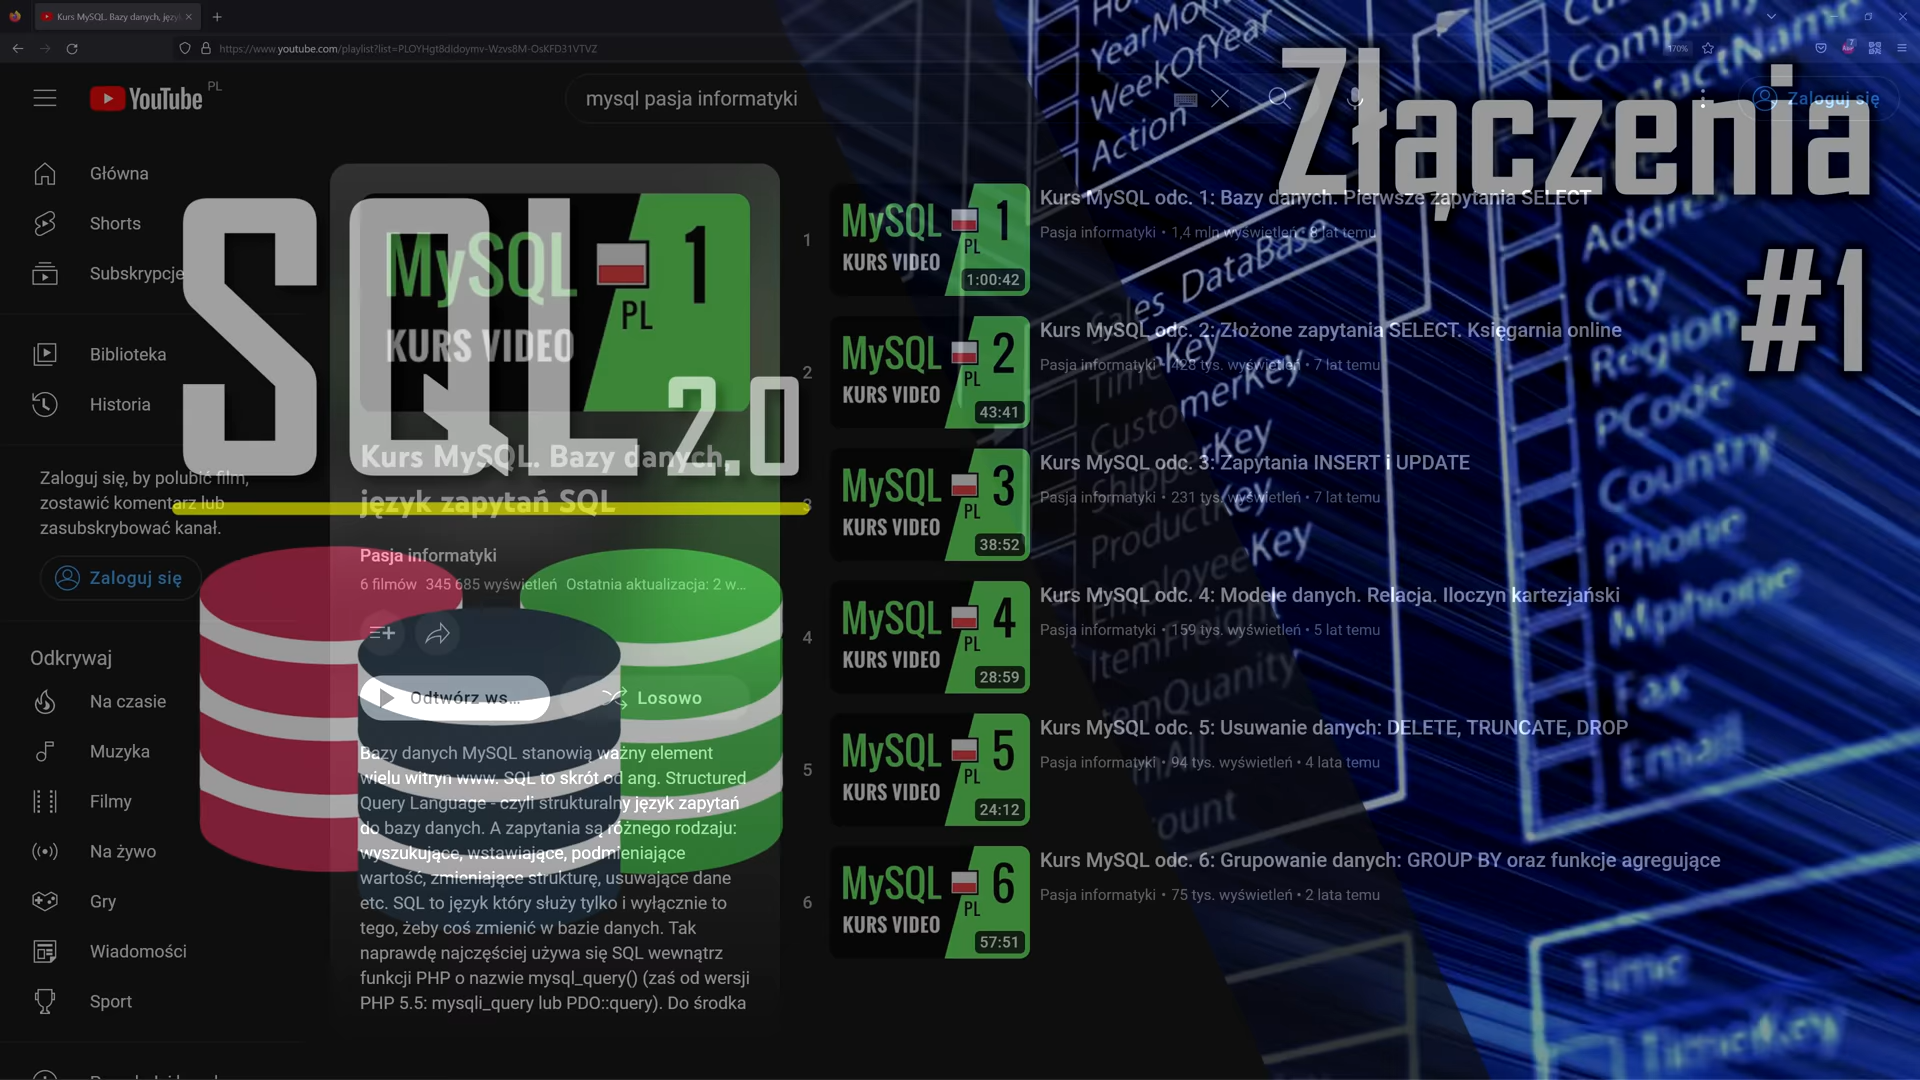 Kurs MySQL. Bazy danych, języ
https://www.youtube.com/playlist?list=PLOYHgt8dIdoymv-Wzvs8M-OsKFD31VTVZ
170%
YouTube PL
mysql pasja informatyki
Zaloguj się
Główna
Shorts
Subskrypcje
Biblioteka
Historia
Zaloguj się, by polubić film,
zostawić komentarz lub
zasubskrybować kanał.
Zaloguj się
Odkrywaj
Na czasie
Muzyka
Filmy
Na żywo
Gry
Wiadomości
Sport
SQL 2.0
MySQL 1
PL
KURS VIDEO
Kurs MySQL. Bazy danych,
język zapytań SQL
Pasja informatyki
6 filmów 345 685 wyświetleń Ostatnia aktualizacja: 2 w...
Odtwórz ws...
Losowo
Bazy danych MySQL stanowią ważny element
wielu witryn www. SQL to skrót od ang. Structured
Query Language - czyli strukturalny język zapytań
do bazy danych. A zapytania są różnego rodzaju:
wyszukujące, wstawiające, podmieniające
wartość, zmieniające strukturę, usuwające dane
etc. SQL to język który służy tylko i wyłącznie to
tego, żeby coś zmienić w bazie danych. Tak
naprawdę najczęściej używa się SQL wewnątrz
funkcji PHP o nazwie mysql_query() (zaś od wersji
PHP 5.5: mysqli_query lub PDO::query). Do środka
1
MySQL 1
PL
KURS VIDEO
1:00:42
Kurs MySQL odc. 1: Bazy danych. Pierwsze zapytania SELECT
Pasja informatyki • 1,4 mln wyświetleń • 8 lat temu
2
MySQL 2
PL
KURS VIDEO
43:41
Kurs MySQL odc. 2: Złożone zapytania SELECT. Księgarnia online
Pasja informatyki • 428 tys. wyświetleń • 7 lat temu
3
MySQL 3
PL
KURS VIDEO
38:52
Kurs MySQL odc. 3: Zapytania INSERT i UPDATE
Pasja informatyki • 231 tys. wyświetleń • 7 lat temu
4
MySQL 4
PL
KURS VIDEO
28:59
Kurs MySQL odc. 4: Modele danych. Relacja. Iloczyn kartezjański
Pasja informatyki • 159 tys. wyświetleń • 5 lat temu
5
MySQL 5
PL
KURS VIDEO
24:12
Kurs MySQL odc. 5: Usuwanie danych: DELETE, TRUNCATE, DROP
Pasja informatyki • 94 tys. wyświetleń • 4 lata temu
6
MySQL 6
PL
KURS VIDEO
57:51
Kurs MySQL odc. 6: Grupowanie danych: GROUP BY oraz funkcje agregujące
Pasja informatyki • 75 tys. wyświetleń • 2 lata temu
Złączenia
#1
YearMonth
WeekOfYear
Action
Sales DataBase
TimeKey
CustomerKey
ShipperKey
ProductKey
EmployeeKey
ItemFreight
ItemQuanity
Company
ContactName
Address
City
Region
PCode
Country
Phone
Mphone
Fax
Email
Time
TimeKey